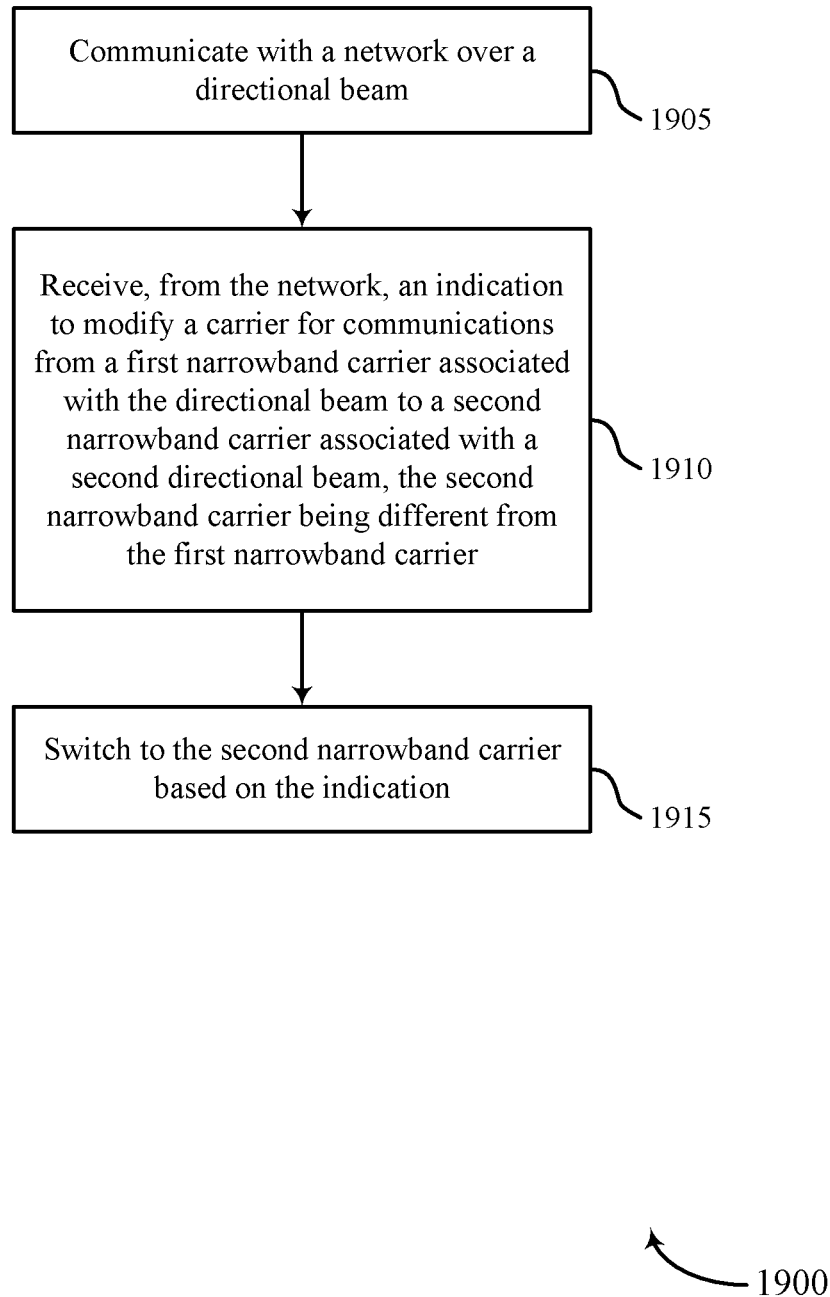 Communicate with a network over a
directional beam
1905
Receive, from the network, an indication
to modify a carrier for communications
from a first narrowband carrier associated
with the directional beam to a second
narrowband carrier associated with a
second directional beam, the second
narrowband carrier being different from
the first narrowband carrier
1910
Switch to the second narrowband carrier
based on the indication
1915
1900